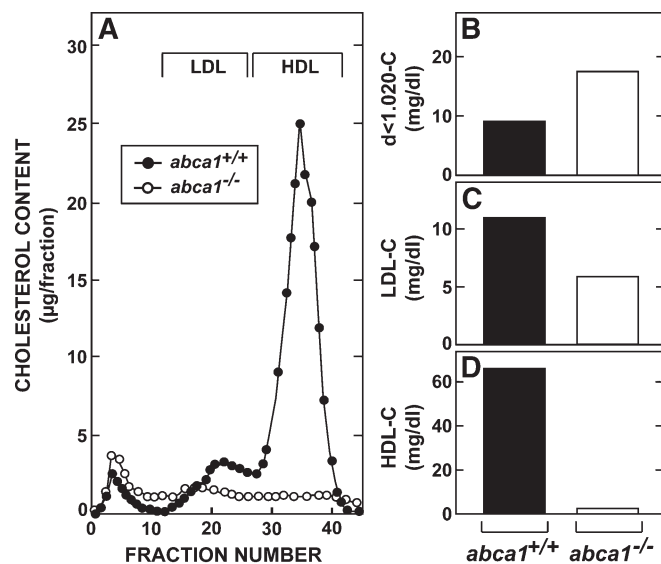 A
30
25
20
15
10
5
0
0
10
20
30
40
LDL
HDL
abca1+/+
abca1-/-
CHOLESTEROL CONTENT
(µg/fraction)
FRACTION NUMBER
B
20
10
0
d<1.020-C
(mg/dl)
C
10
5
0
LDL-C
(mg/dl)
D
60
40
20
0
HDL-C
(mg/dl)
abca1+/+
abca1-/-